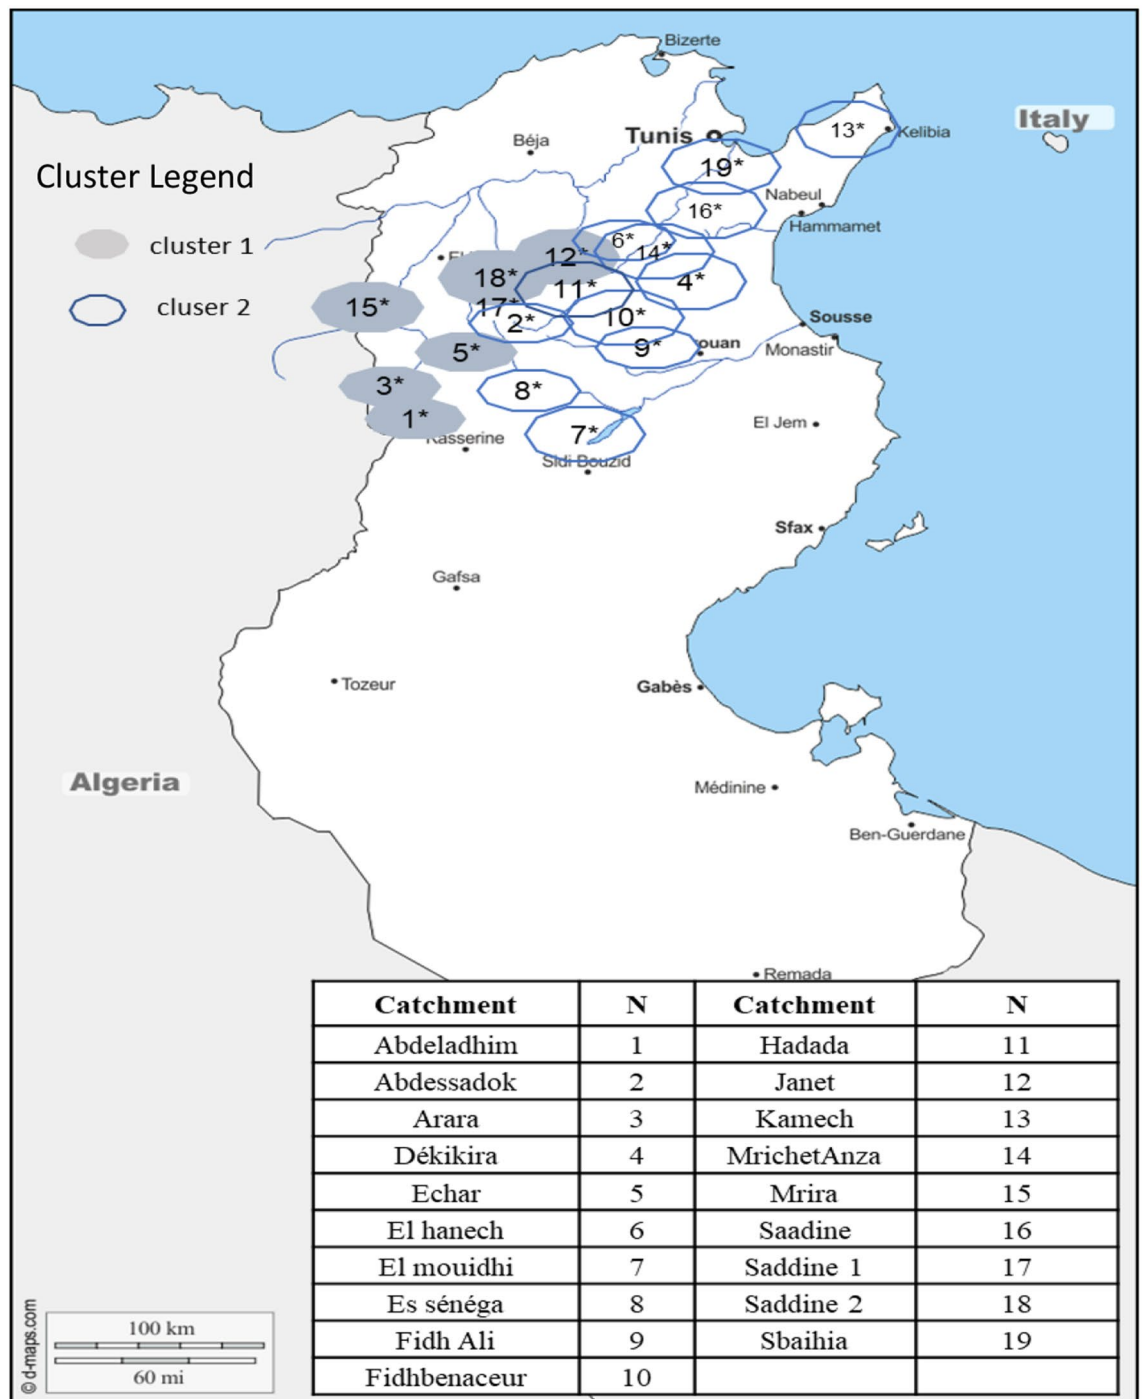 Bizerte
Italy
Tunis
13*
Kelibia
Béja
19*
Cluster Legend
Nabeul
16*
Hammamet
cluster 1
6*
14*
12*
18*
11*
4*
15*
cluser 2
17*
2*
10*
Sousse
9*
ouan
Monastir
5*
3*
8*
1*
El Jem
7*
Kasserine
Sidi Bouzid
Sfax
Gafsa
Tozeur
Gabès
Algeria
Médinine
Ben-Guerdane
Remada
Catchment N Catchment N
Abdeladhim 1 Hadada 11
Abdessadok 2 Janet 12
Arara 3 Kamech 13
Dékikira 4 MrichetAnza 14
Echar 5 Mrira 15
El hanech 6 Saadine 16
El mouidhi 7 Saddine 1 17
Es sénéga 8 Saddine 2 18
Fidh Ali 9 Sbaihia 19
Fidhbenaceur 10
100 km
60 mi
© d-maps.com